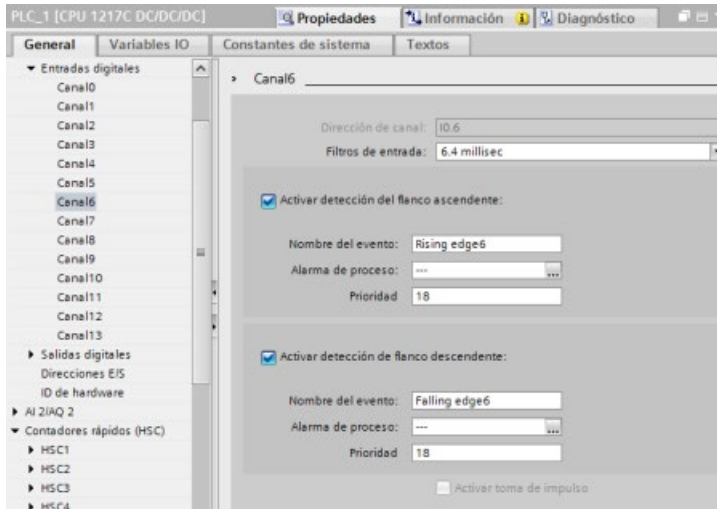 PLC_1 [CPU 1217C DC/DC/DC]
Propiedades
Información
Diagnóstico
General
Variables IO
Constantes de sistema
Textos
Entradas digitales
Canal0
Canal1
Canal2
Canal3
Canal4
Canal5
Canal6
Canal7
Canal8
Canal9
Canal10
Canal11
Canal12
Canal13
Salidas digitales
Direcciones E/S
ID de hardware
AI 2/AQ 2
Contadores rápidos (HSC)
HSC1
HSC2
HSC3
HSC4
Canal6
Dirección de canal: I0.6
Filtros de entrada: 6.4 millisec
Activar detección del flanco ascendente:
Nombre del evento: Rising edge6
Alarma de proceso: ---
Prioridad 18
Activar detección de flanco descendente:
Nombre del evento: Falling edge6
Alarma de proceso: ---
Prioridad 18
Activar toma de impulso